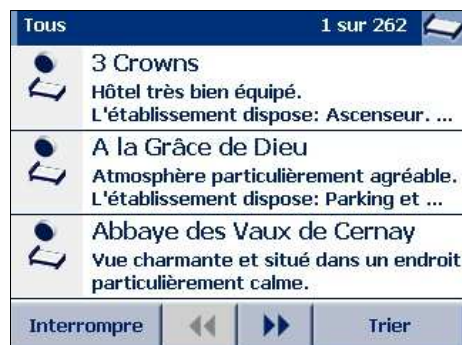 Tous 1 sur 262
3 Crowns
Hôtel très bien équipé.
L'établissement dispose: Ascenseur. ...
A la Grâce de Dieu
Atmosphère particulièrement agréable.
L'établissement dispose: Parking et ...
Abbaye des Vaux de Cernay
Vue charmante et situé dans un endroit
particulièrement calme.
Interrompre Trier